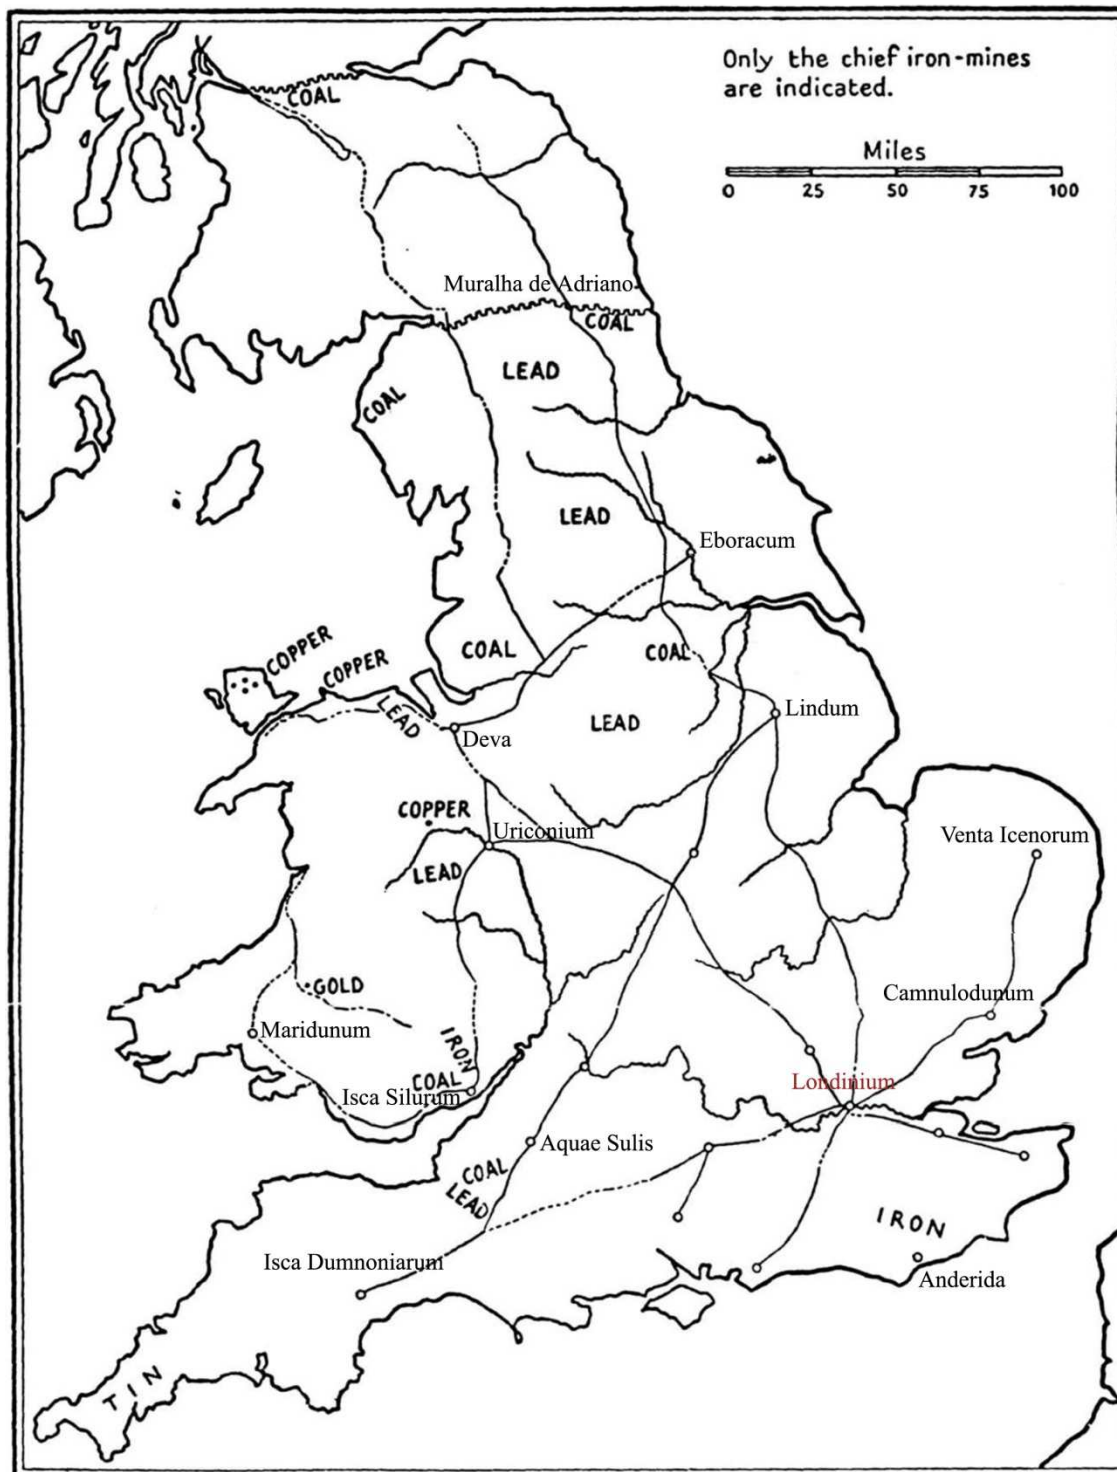 Only the chief iron-mines
are indicated.
Miles
0 25 50 75 100
COAL
Muralha de Adriano
COAL
LEAD
COAL
LEAD
Eboracum
COPPER
COPPER
COAL
COAL
LEAD
LEAD
Lindum
Deva
COPPER
Uriconium
Venta Icenorum
LEAD
GOLD
Camnulodunum
Maridunum
IRON
COAL
Isca Silurum
Londinium
Aquae Sulis
COAL
LEAD
IRON
Isca Dumnoniarum
Anderida
TIN